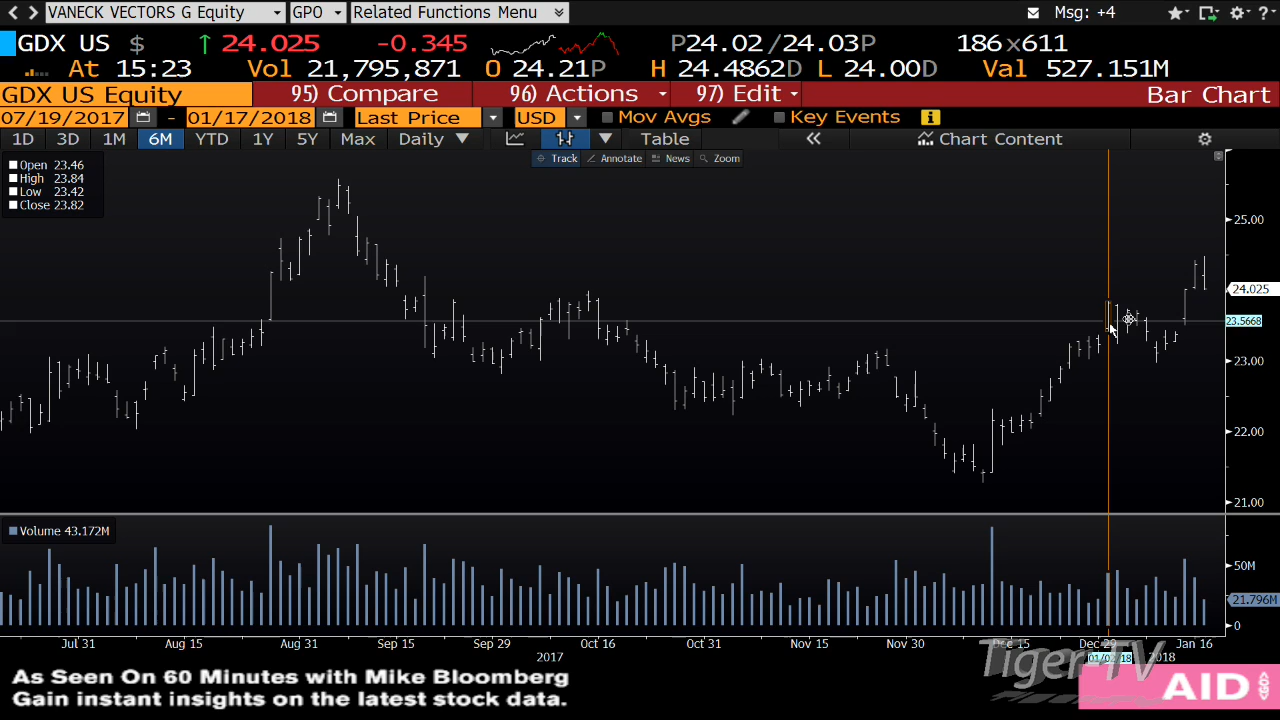 VANECK VECTORS G Equity GPO Related Functions Menu Msg: +4
GDX US $ ↑ 24.025 -0.345 P24.02/24.03P 186x611
At 15:23 Vol 21,795,871 O 24.21P H 24.4862D L 24.00D Val 527.151M
GDX US Equity 95) Compare 96) Actions 97) Edit Bar Chart
07/19/2017 - 01/17/2018 Last Price USD Mov Avgs Key Events
1D 3D 1M 6M YTD 1Y 5Y Max Daily ▼ Table « Chart Content
Track Annotate News Zoom
Open 23.46
High 23.84
Low 23.42
Close 23.82
25.00
24.025
23.5668
23.00
22.00
21.00
Volume 43.172M
50M
21.796M
0
Jul 31 Aug 15 Aug 31 Sep 15 Sep 29 Oct 16 Oct 31 Nov 15 Nov 30 Dec 15 Dec 29 Jan 16
2017 01/02/18 2018
Tiger-TV
As Seen On 60 Minutes with Mike Bloomberg
Gain instant insights on the latest stock data.
AID